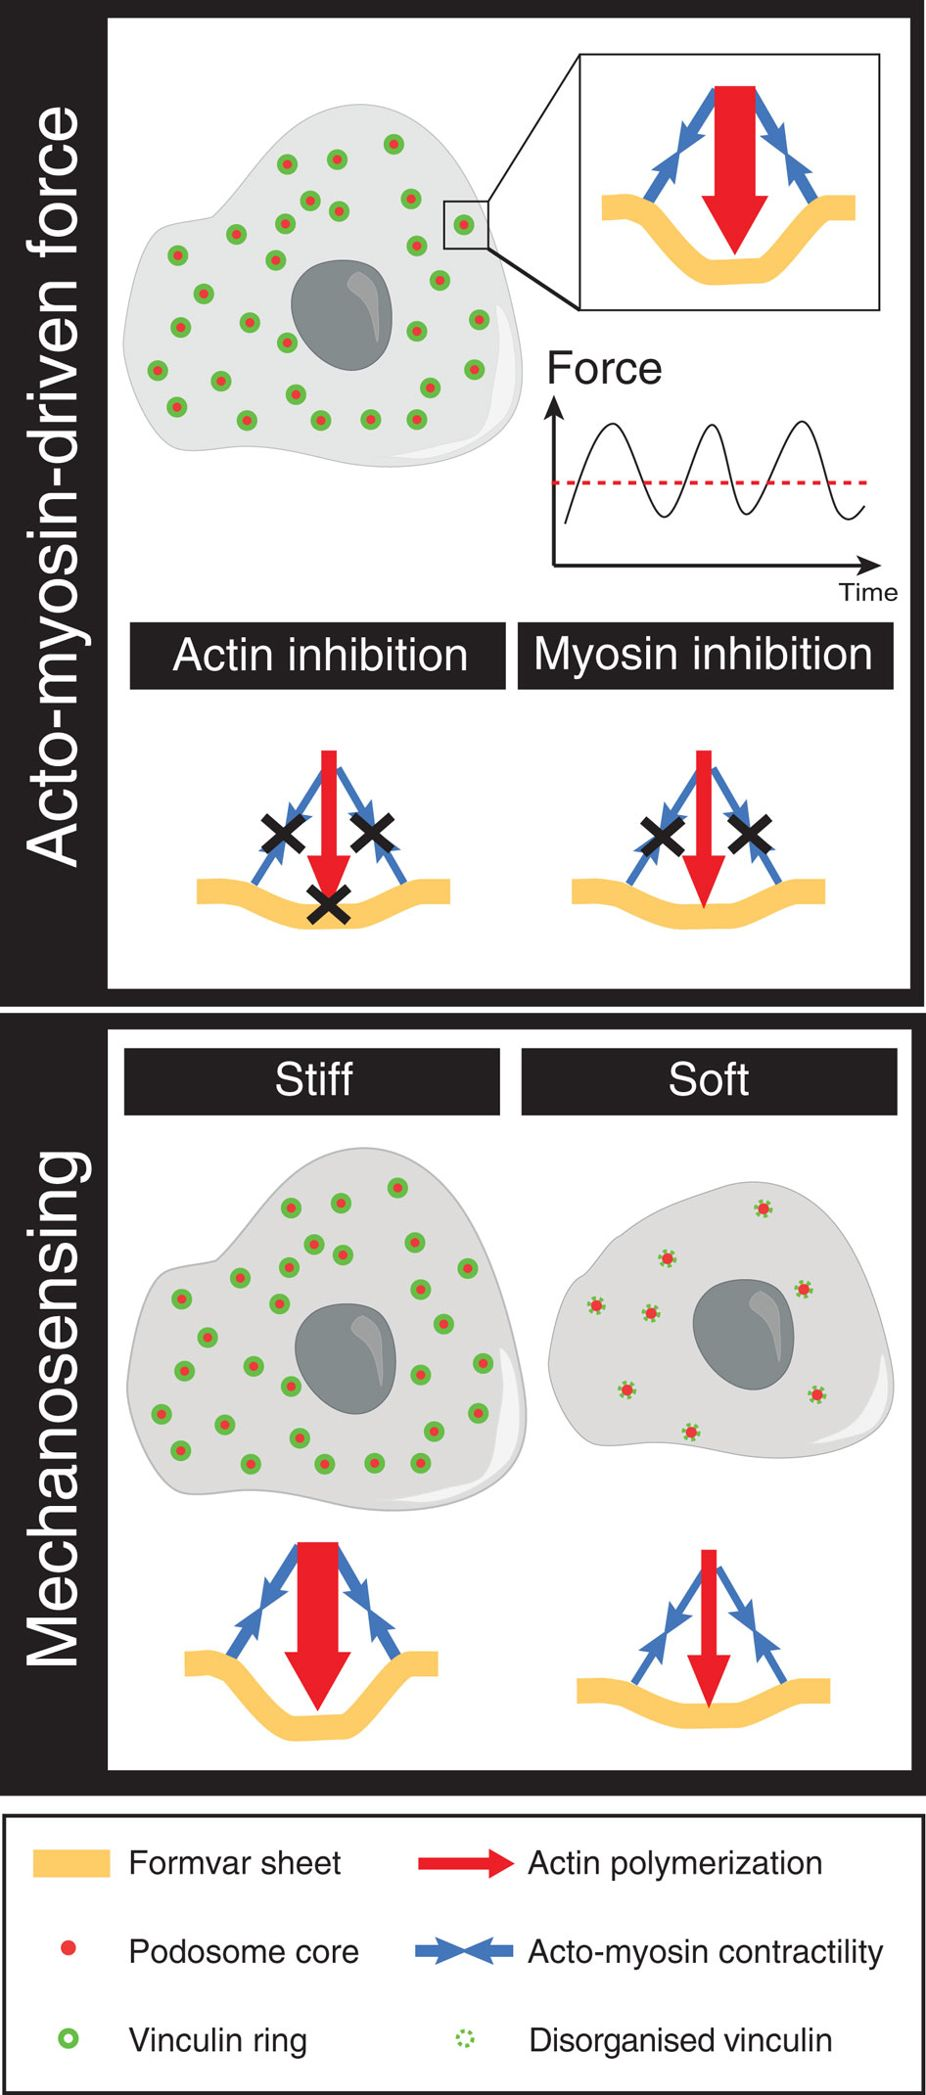 Acto-myosin-driven force
Force
Time
Actin inhibition
Myosin inhibition
Mechanosensing
Stiff
Soft
Formvar sheet
Actin polymerization
Podosome core
Acto-myosin contractility
Vinculin ring
Disorganised vinculin